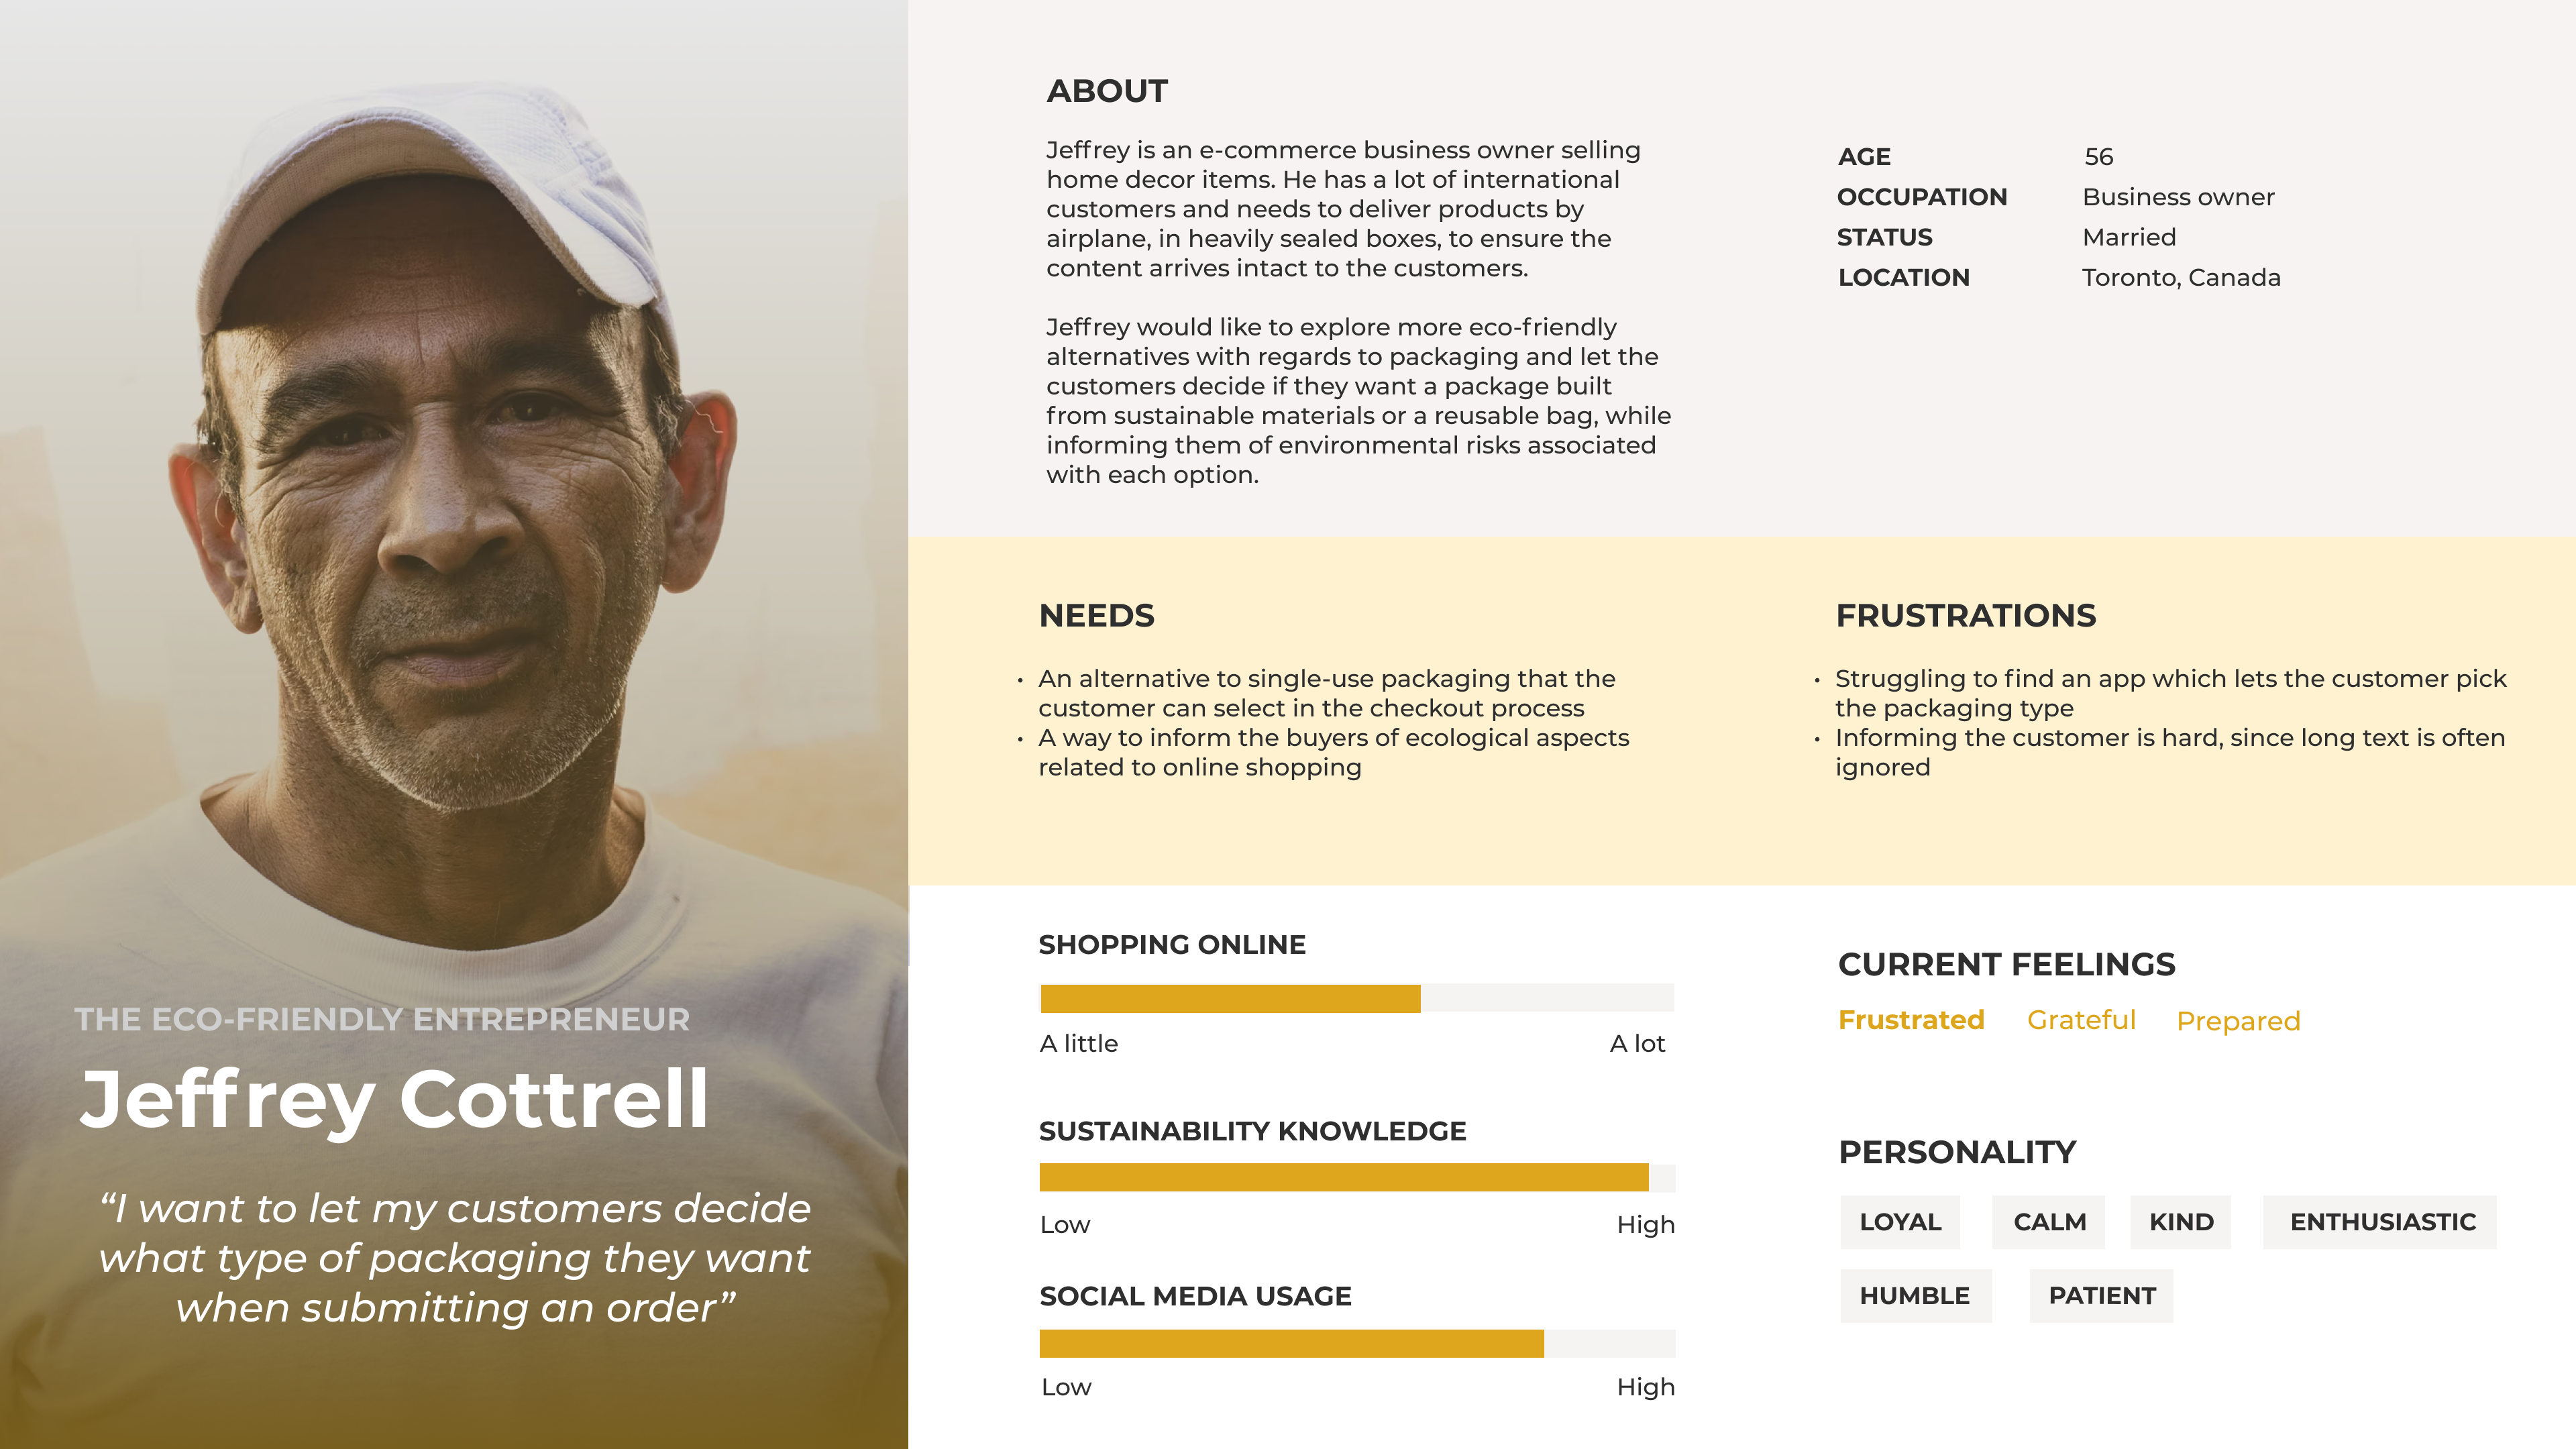 THE ECO-FRIENDLY ENTREPRENEUR
Jeffrey Cottrell
“I want to let my customers decide
what type of packaging they want
when submitting an order”
ABOUT
Jeffrey is an e-commerce business owner selling
home decor items. He has a lot of international
customers and needs to deliver products by
airplane, in heavily sealed boxes, to ensure the
content arrives intact to the customers.
Jeffrey would like to explore more eco-friendly
alternatives with regards to packaging and let the
customers decide if they want a package built
from sustainable materials or a reusable bag, while
informing them of environmental risks associated
with each option.
AGE 56
OCCUPATION Business owner
STATUS Married
LOCATION Toronto, Canada
NEEDS
• An alternative to single-use packaging that the
customer can select in the checkout process
• A way to inform the buyers of ecological aspects
related to online shopping
FRUSTRATIONS
• Struggling to find an app which lets the customer pick
the packaging type
• Informing the customer is hard, since long text is often
ignored
SHOPPING ONLINE
A little A lot
SUSTAINABILITY KNOWLEDGE
Low High
SOCIAL MEDIA USAGE
Low High
CURRENT FEELINGS
Frustrated Grateful Prepared
PERSONALITY
LOYAL CALM KIND ENTHUSIASTIC
HUMBLE PATIENT